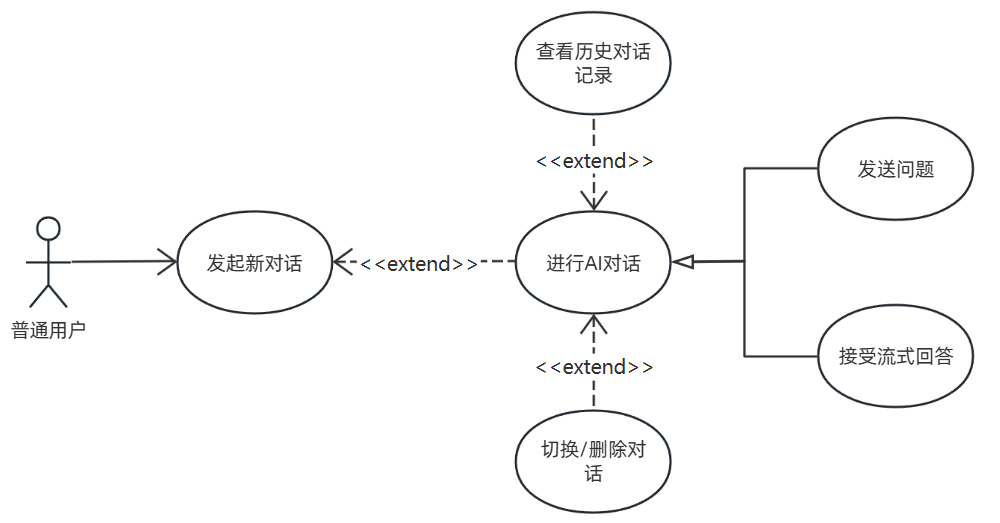 查看历史对话
记录
<<extend>>
发送问题
普通用户
发起新对话
<<extend>>
进行AI对话
接受流式回答
<<extend>>
切换/删除对
话